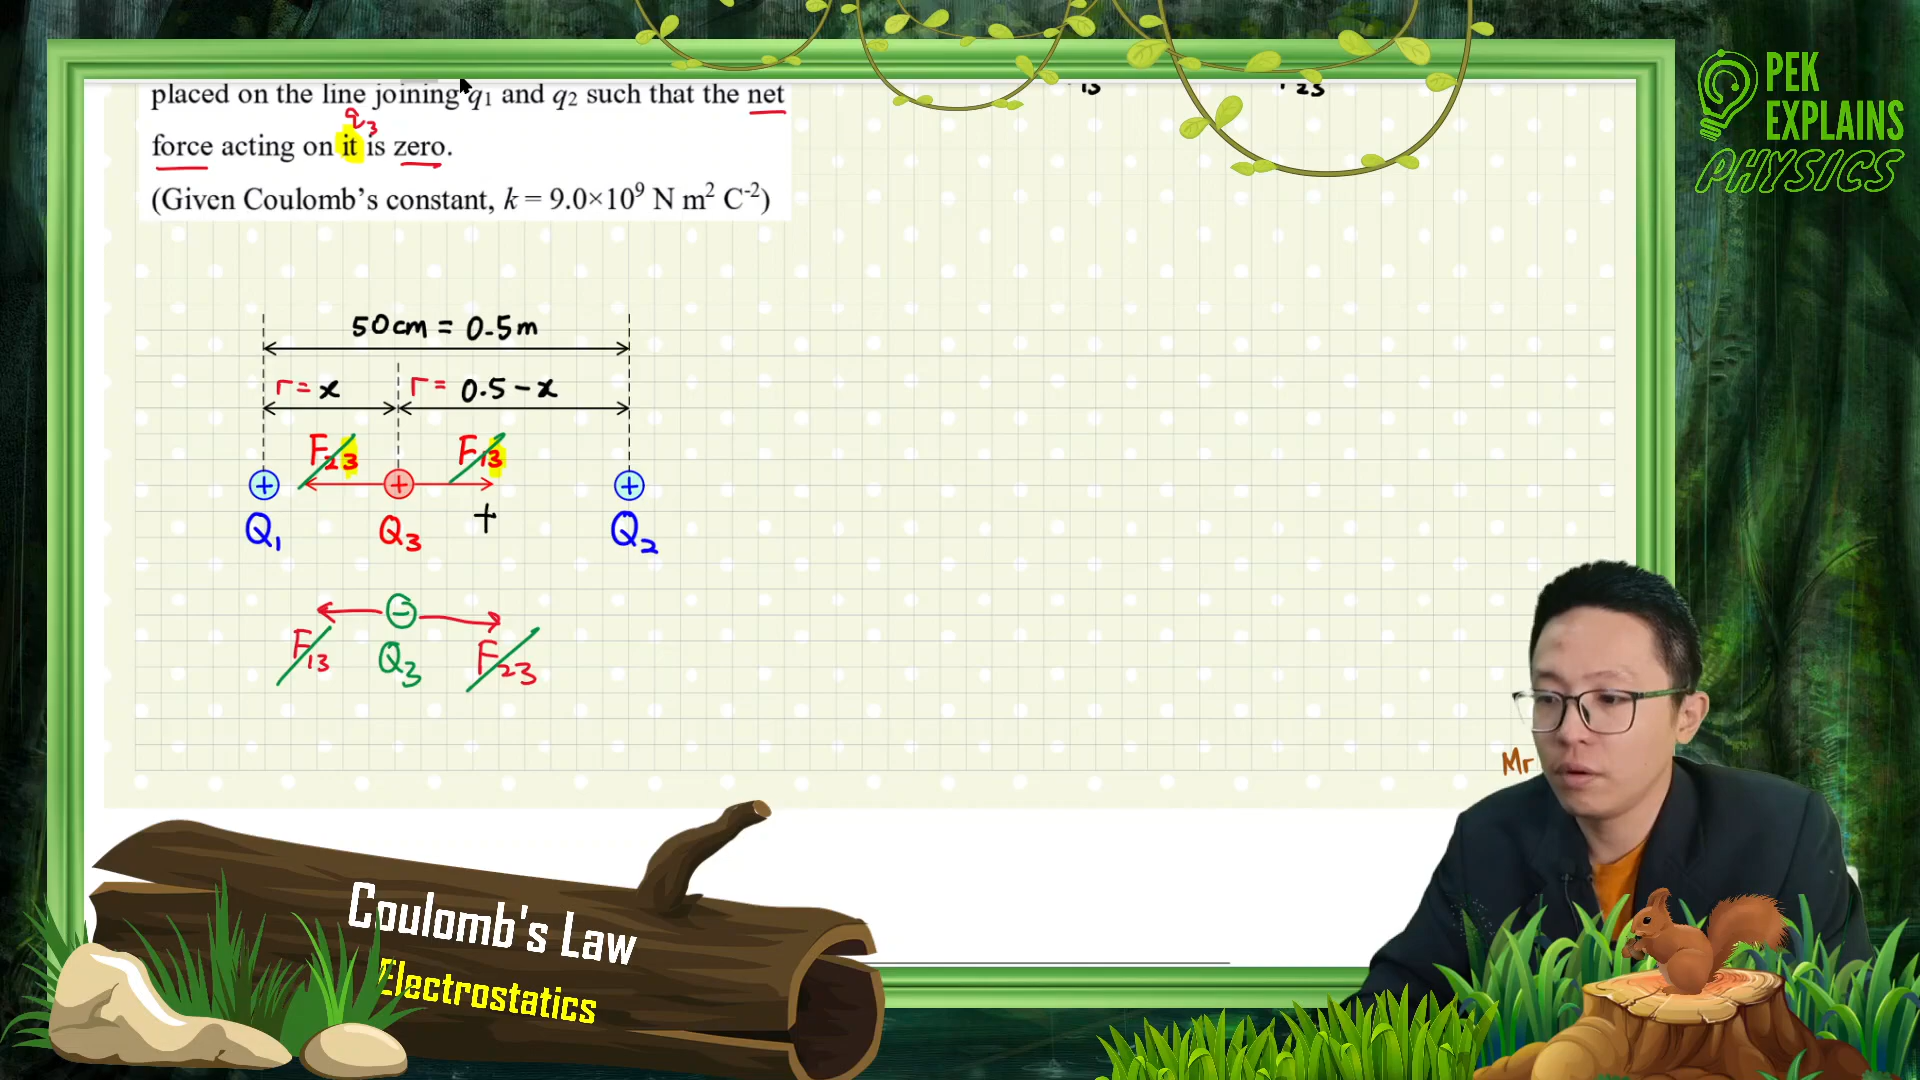 placed on the line joining q1 and q2 such that the net
q3
force acting on it is zero.
(Given Coulomb's constant, k = 9.0×10⁹ N m² C⁻²)
13
23
PEK
EXPLAINS
PHYSICS
50cm = 0.5m
r = x
r = 0.5 - x
F23
F13
+
+
+
Q1
Q3
+
Q2
-
F13
Q3
F23
Mr
Coulomb's Law
Electrostatics